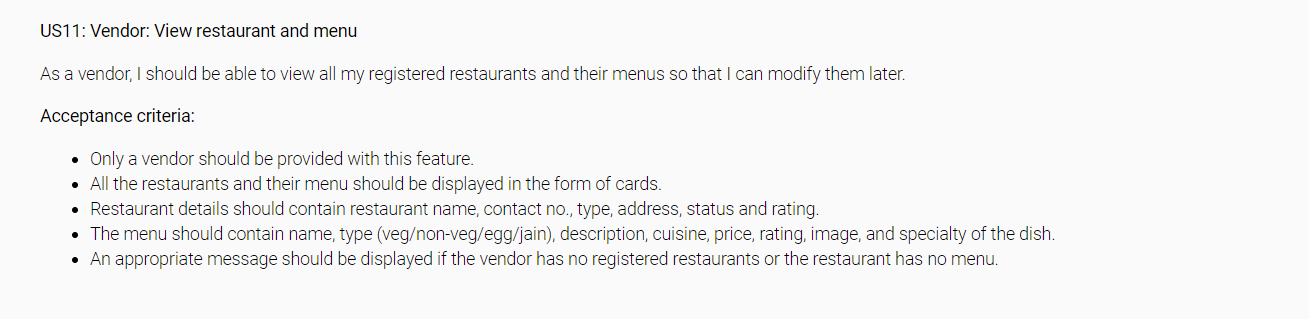 US11: Vendor: View restaurant and menu
As a vendor, I should be able to view all my registered restaurants and their menus so that I can modify them later.
Acceptance criteria:
• Only a vendor should be provided with this feature.
• All the restaurants and their menu should be displayed in the form of cards.
• Restaurant details should contain restaurant name, contact no., type, address, status and rating.
• The menu should contain name, type (veg/non-veg/egg/jain), description, cuisine, price, rating, image, and specialty of the dish.
• An appropriate message should be displayed if the vendor has no registered restaurants or the restaurant has no menu.